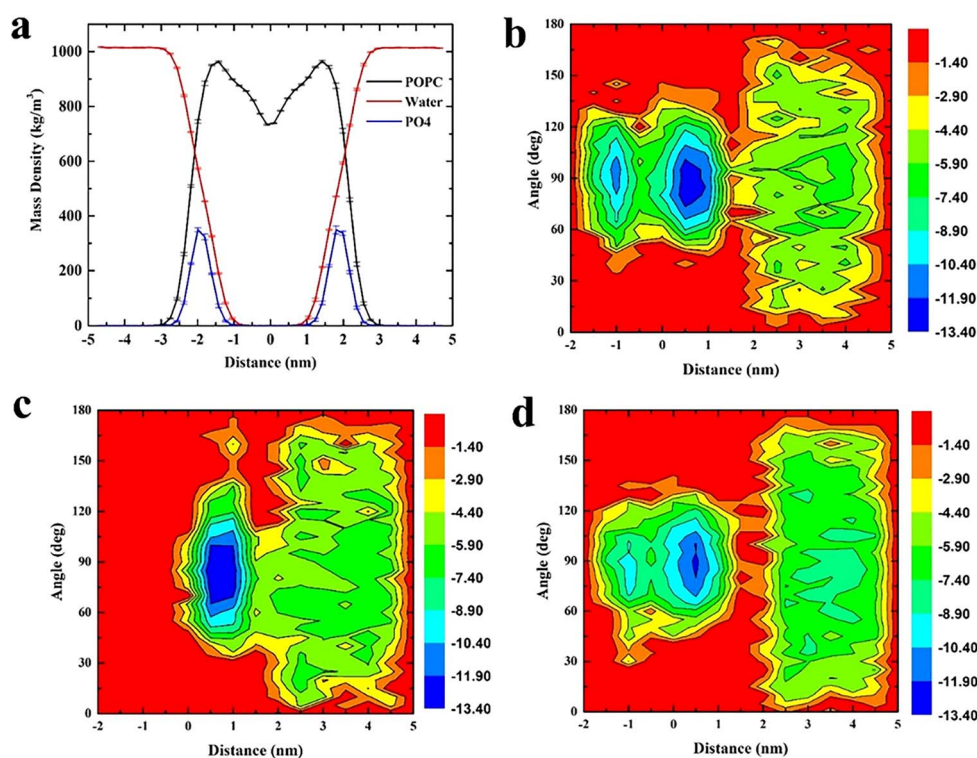 a
1000
800
600
400
200
0
Mass Density (kg/m³)
POPC
Water
PO4
-5 -4 -3 -2 -1 0 1 2 3 4 5
Distance (nm)
b
180
150
120
90
60
30
0
Angle (deg)
-2 -1 0 1 2 3 4 5
Distance (nm)
-1.40
-2.90
-4.40
-5.90
-7.40
-8.90
-10.40
-11.90
-13.40
c
180
150
120
90
60
30
0
Angle (deg)
-2 -1 0 1 2 3 4 5
Distance (nm)
-1.40
-2.90
-4.40
-5.90
-7.40
-8.90
-10.40
-11.90
-13.40
d
180
150
120
90
60
30
0
Angle (deg)
-2 -1 0 1 2 3 4 5
Distance (nm)
-1.40
-2.90
-4.40
-5.90
-7.40
-8.90
-10.40
-11.90
-13.40